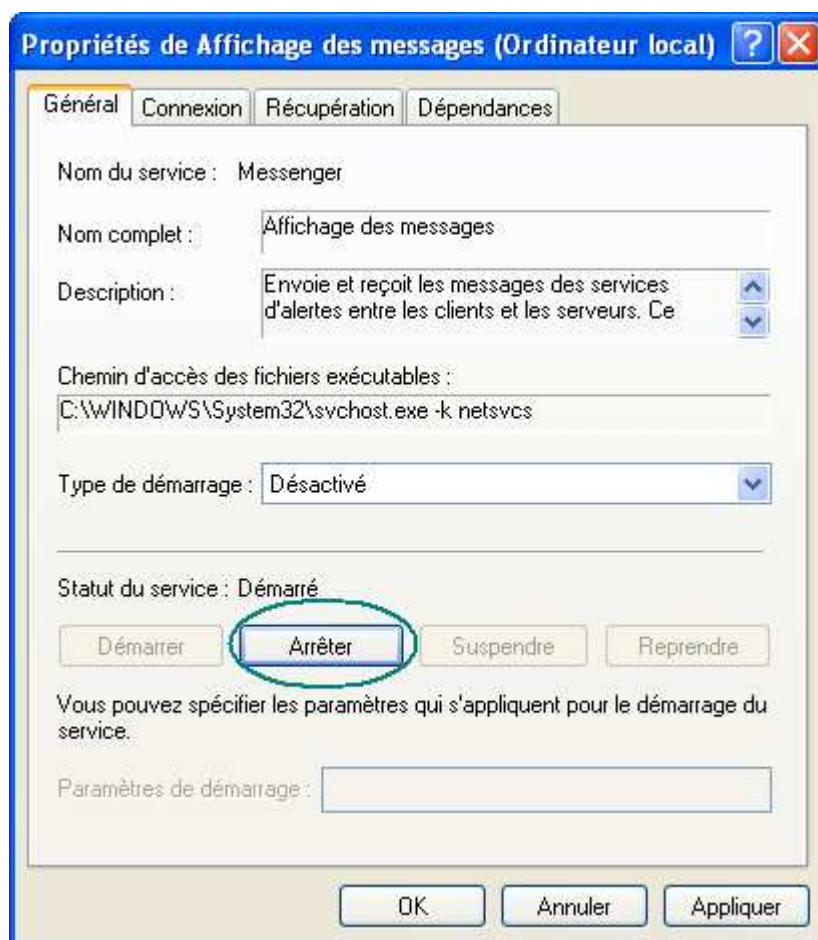 Propriétés de Affichage des messages (Ordinateur local)
Général Connexion Récupération Dépendances
Nom du service : Messenger
Nom complet : Affichage des messages
Description : Envoie et reçoit les messages des services
d'alertes entre les clients et les serveurs. Ce
Chemin d'accès des fichiers exécutables :
C:\WINDOWS\System32\svchost.exe -k netsvcs
Type de démarrage : Désactivé
Statut du service : Démarré
Démarrer Arrêter Suspendre Reprendre
Vous pouvez spécifier les paramètres qui s'appliquent pour le démarrage du
service.
Paramètres de démarrage :
OK Annuler Appliquer